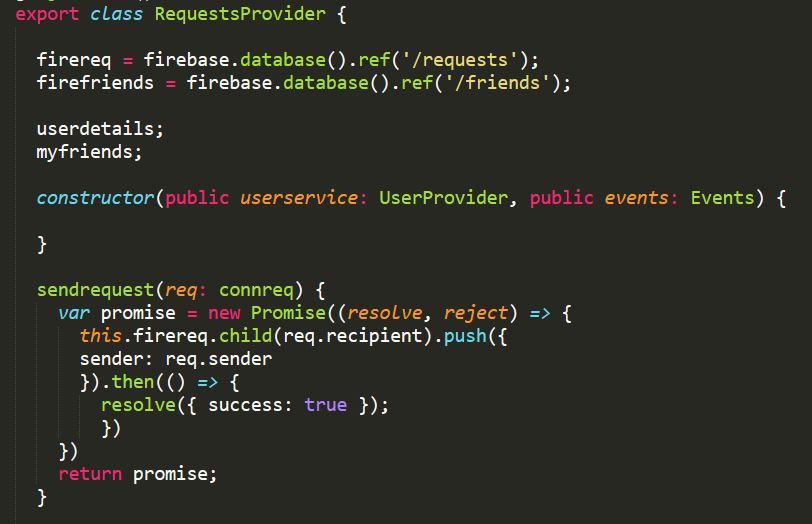 export class RequestsProvider {
firereq = firebase.database().ref('/requests');
firefriends = firebase.database().ref('/friends');
userdetails;
myfriends;
constructor(public userservice: UserProvider, public events: Events) {
}
sendrequest(req: connreq) {
var promise = new Promise((resolve, reject) => {
this.firereq.child(req.recipient).push({
sender: req.sender
}).then(() => {
resolve({ success: true });
})
})
return promise;
}